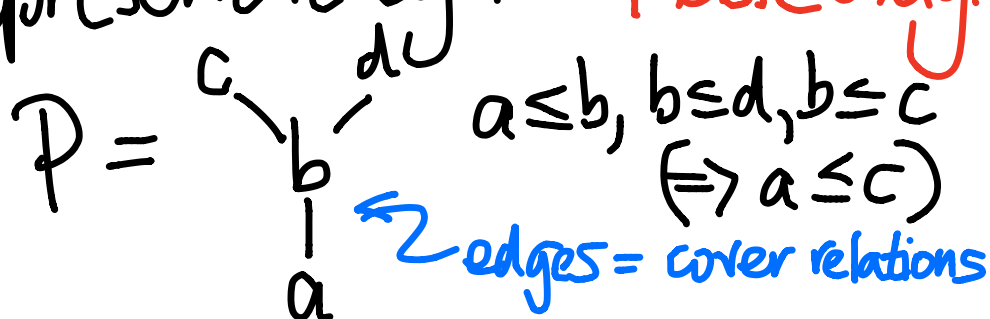 c d
P = b a≤b, b≤d, b≤c
(⇒ a≤c)
edges = cover relations
a